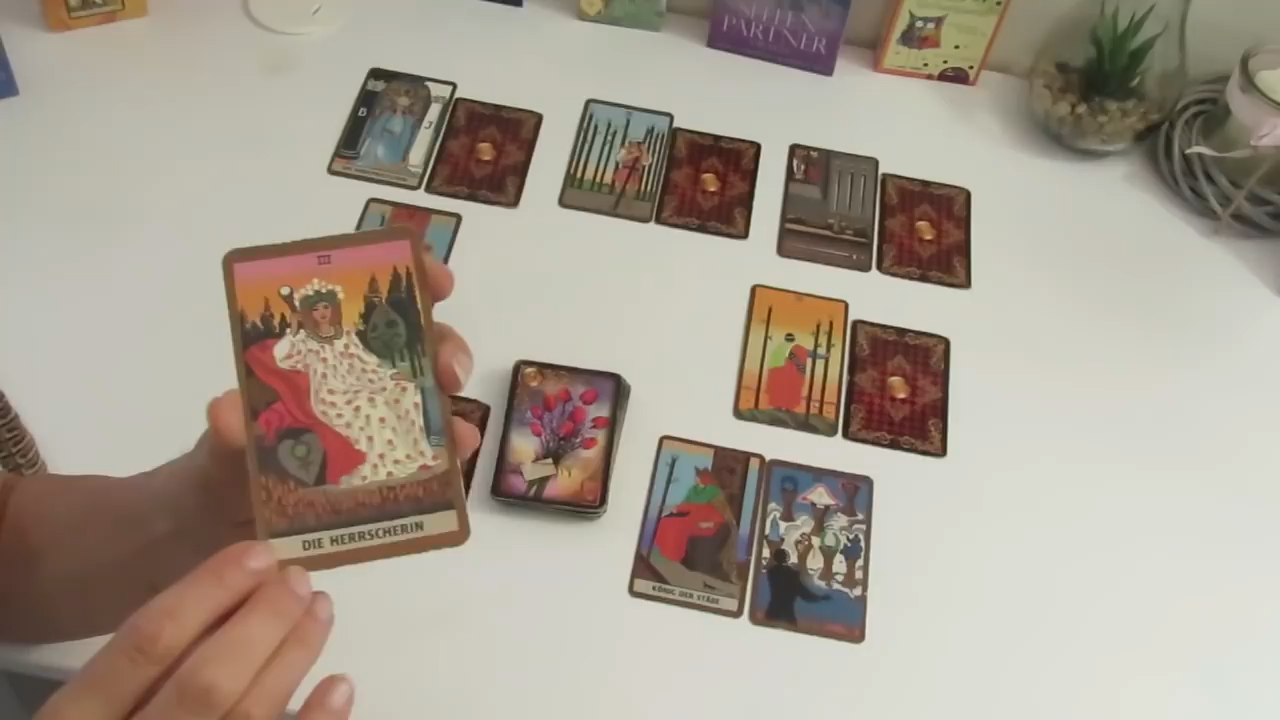 SEELEN
PARTNER
B
J
III
DIE HERRSCHERIN
KÖNIG DER STÄBE